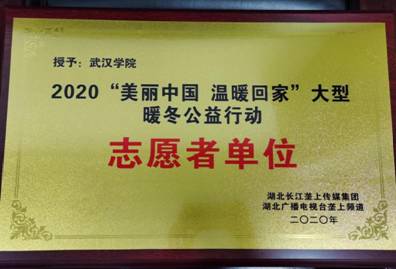 授予：武汉学院
2020“美丽中国 温暖回家”大型
暖冬公益行动
志愿者单位
湖北长江垄上传媒集团
湖北广播电视台垄上频道
二〇二〇年